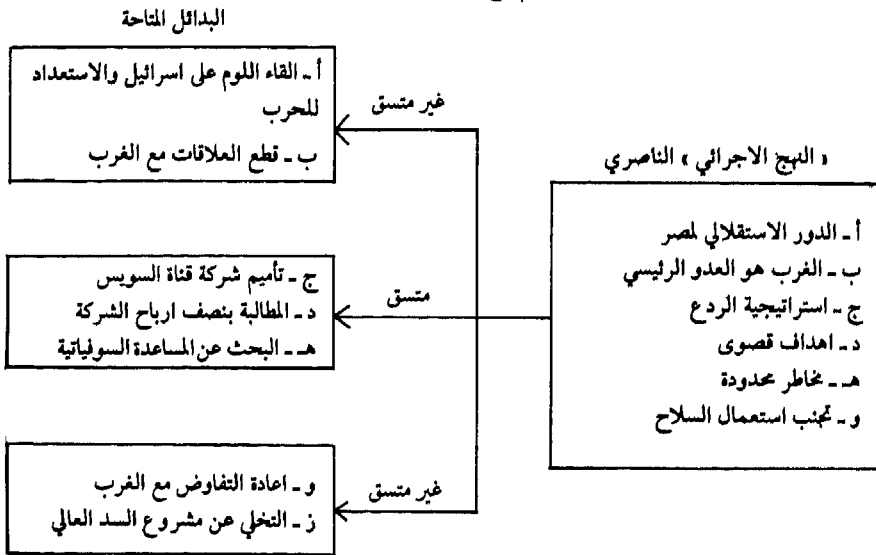 البدائل المتاحة
« النهج الاجرائي » الناصري
أ ـ الدور الاستقلالي لمصر
ب ـ الغرب هو العدو الرئيسي
ج ـ استراتيجية الردع
د ـ اهداف قصوى
هـ ـ مخاطر محدودة
و ـ تجنب استعمال السلاح
غير متسق
أ ـ القاء اللوم على اسرائيل والاستعداد
للحرب
ب ـ قطع العلاقات مع الغرب
متسق
ج ـ تأميم شركة قناة السويس
د ـ المطالبة بنصف ارباح الشركة
هـ ـ البحث عن المساعدة السوفياتية
غير متسق
و ـ اعادة التفاوض مع الغرب
ز ـ التخلي عن مشروع السد العالي